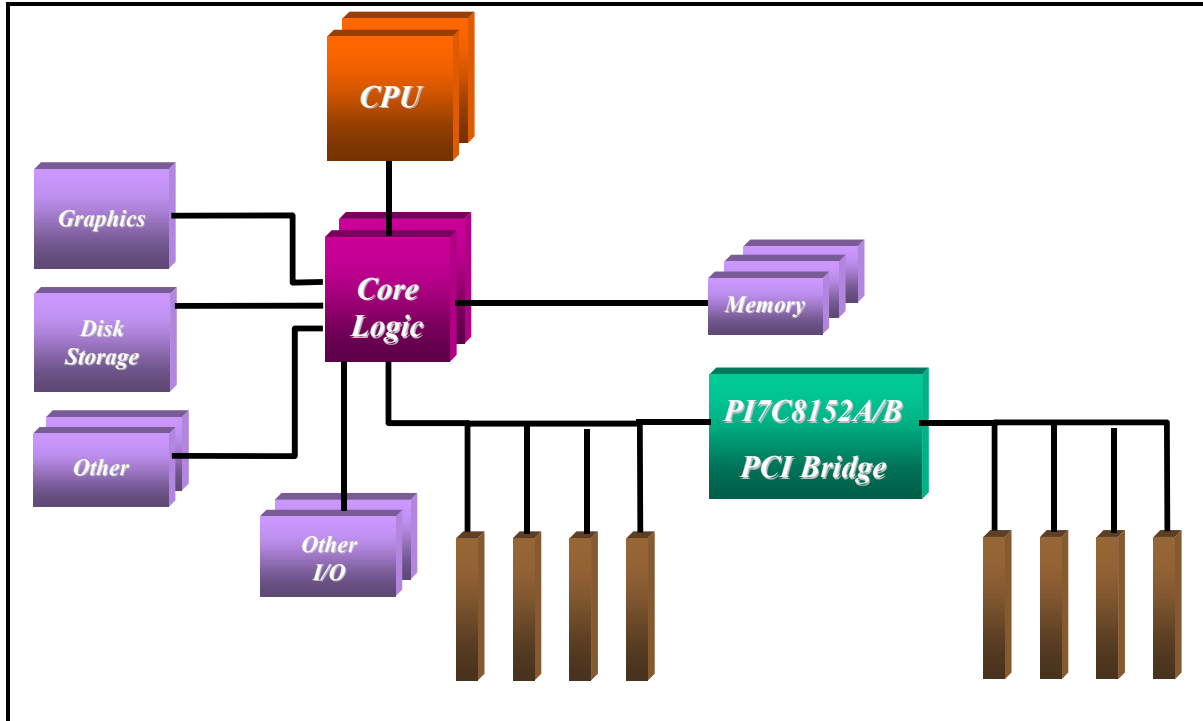 CPU
Graphics
Core
Logic
Memory
Disk
Storage
PI7C8152A/B
PCI Bridge
Other
Other
I/O